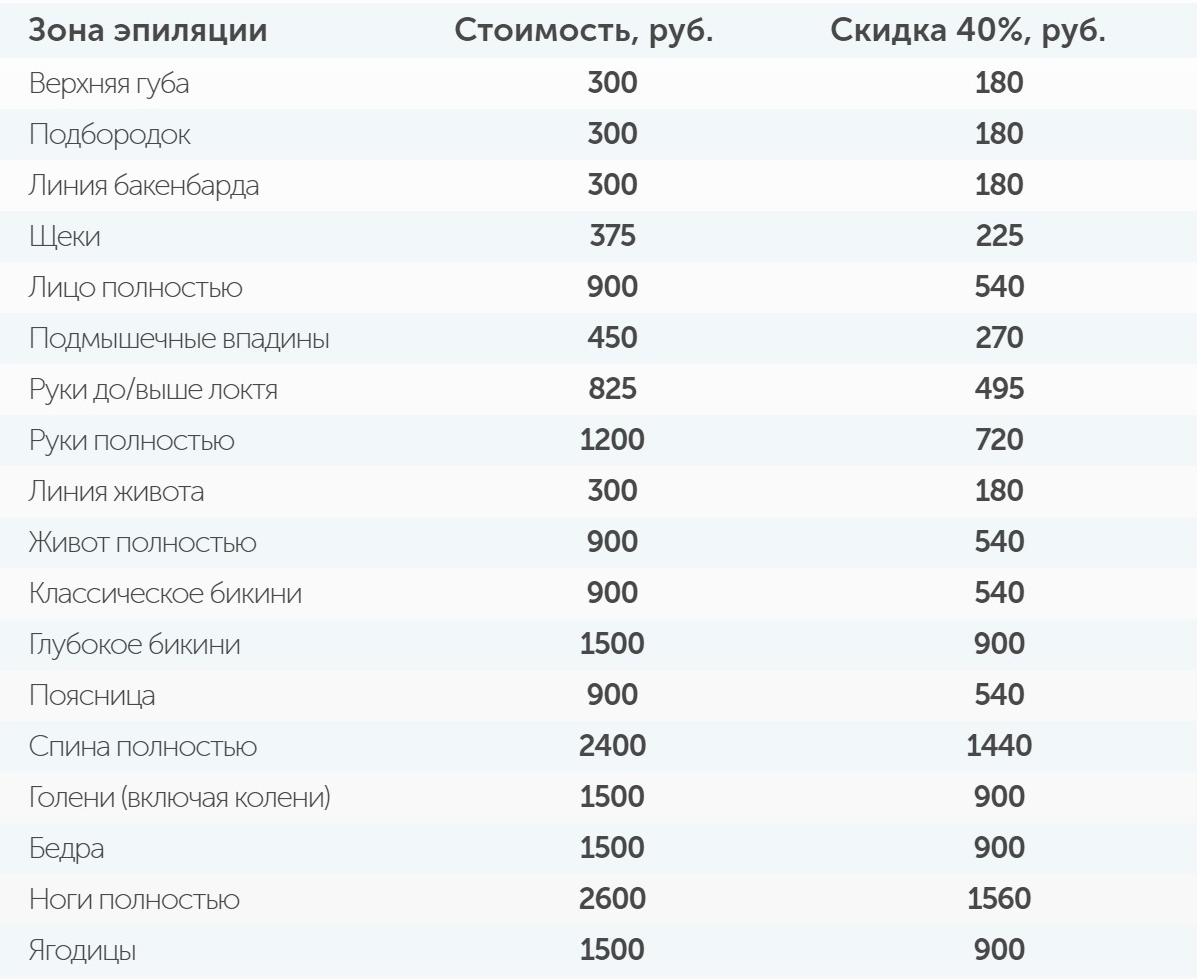 Зона эпиляции Стоимость, руб. Скидка 40%, руб.
Верхняя губа 300 180
Подбородок 300 180
Линия бакенбарда 300 180
Щеки 375 225
Лицо полностью 900 540
Подмышечные впадины 450 270
Руки до/выше локтя 825 495
Руки полностью 1200 720
Линия живота 300 180
Живот полностью 900 540
Классическое бикини 900 540
Глубокое бикини 1500 900
Поясница 900 540
Спина полностью 2400 1440
Голени (включая колени) 1500 900
Бедра 1500 900
Ноги полностью 2600 1560
Ягодицы 1500 900